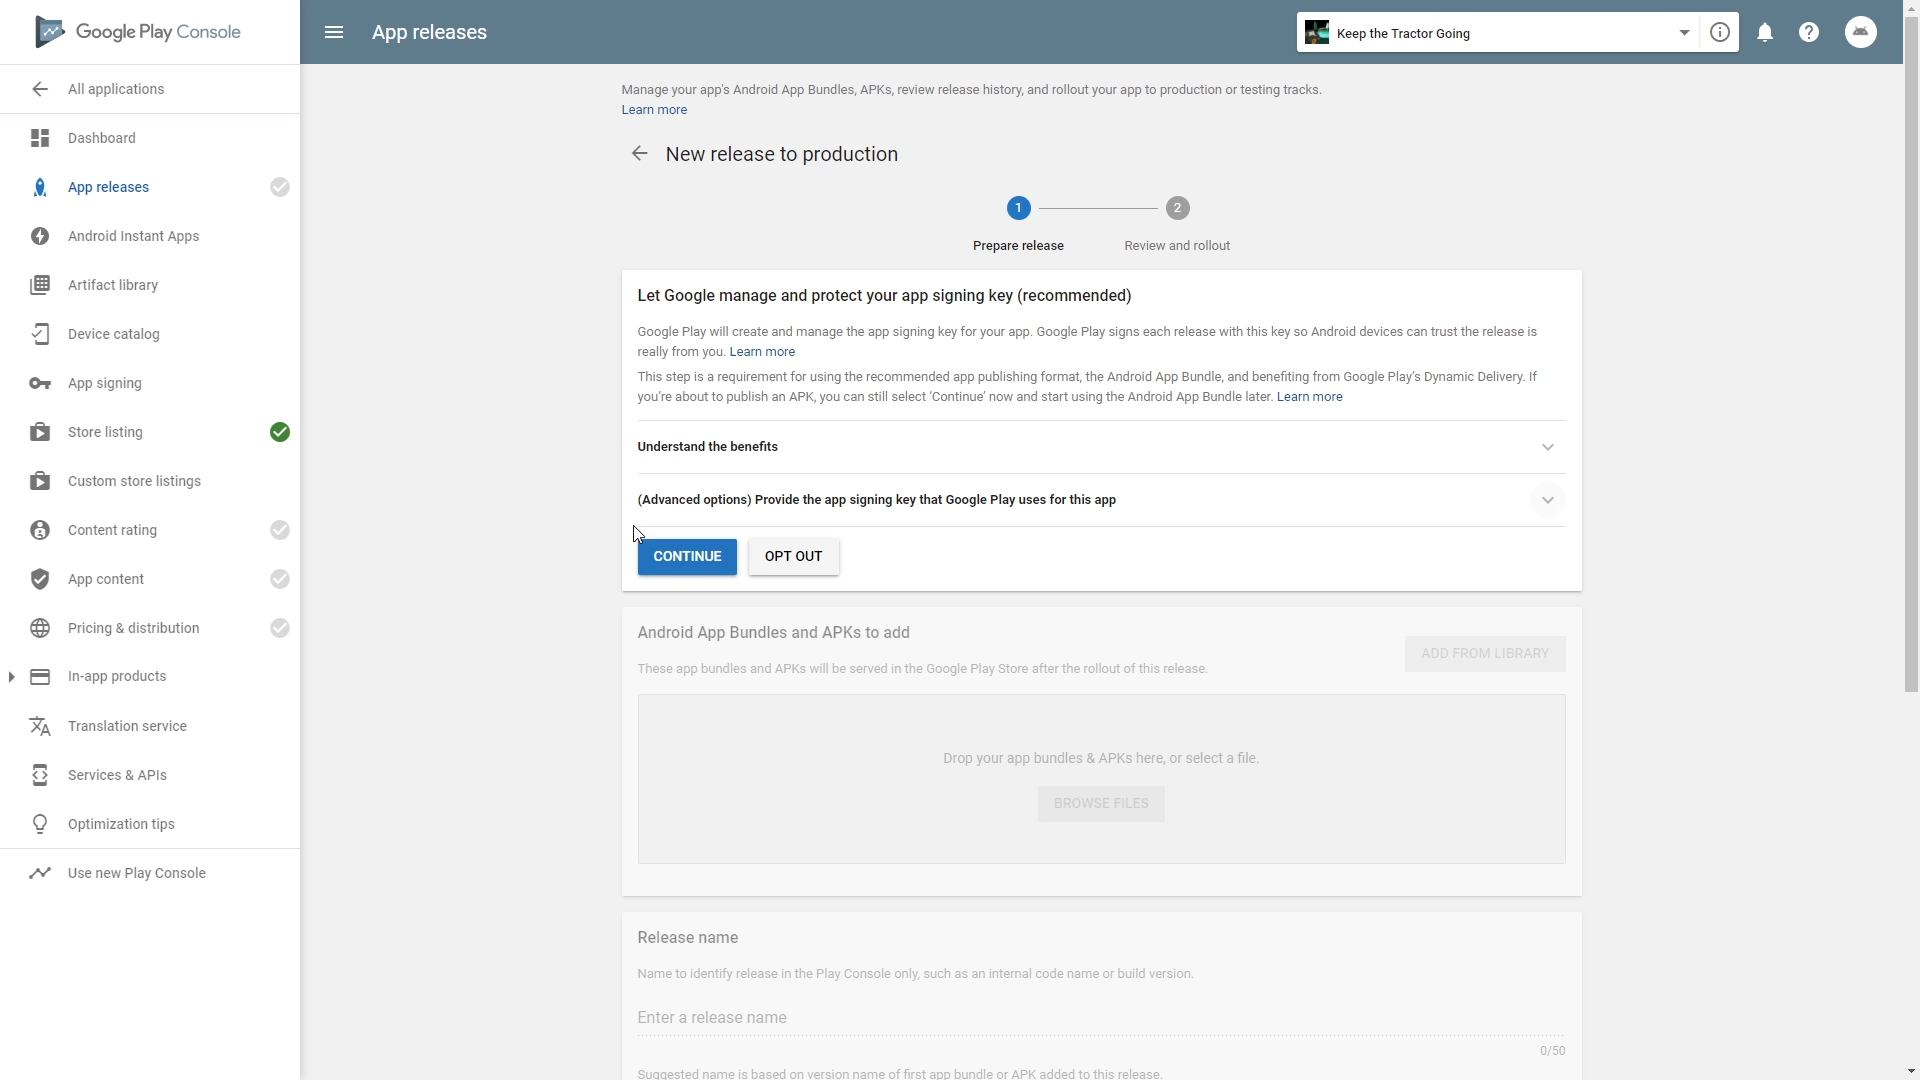 Google Play Console
App releases
Keep the Tractor Going
All applications
Dashboard
App releases
Android Instant Apps
Artifact library
Device catalog
App signing
Store listing
Custom store listings
Content rating
App content
Pricing & distribution
In-app products
Translation service
Services & APIs
Optimization tips
Use new Play Console
Manage your app's Android App Bundles, APKs, review release history, and rollout your app to production or testing tracks.
Learn more
New release to production
1
2
Prepare release
Review and rollout
Let Google manage and protect your app signing key (recommended)
Google Play will create and manage the app signing key for your app. Google Play signs each release with this key so Android devices can trust the release is
really from you. Learn more
This step is a requirement for using the recommended app publishing format, the Android App Bundle, and benefiting from Google Play's Dynamic Delivery. If
you're about to publish an APK, you can still select 'Continue' now and start using the Android App Bundle later. Learn more
Understand the benefits
(Advanced options) Provide the app signing key that Google Play uses for this app
CONTINUE
OPT OUT
Android App Bundles and APKs to add
These app bundles and APKs will be served in the Google Play Store after the rollout of this release.
ADD FROM LIBRARY
Drop your app bundles & APKs here, or select a file.
BROWSE FILES
Release name
Name to identify release in the Play Console only, such as an internal code name or build version.
Enter a release name
0/50
Suggested name is based on version name of first app bundle or APK added to this release.